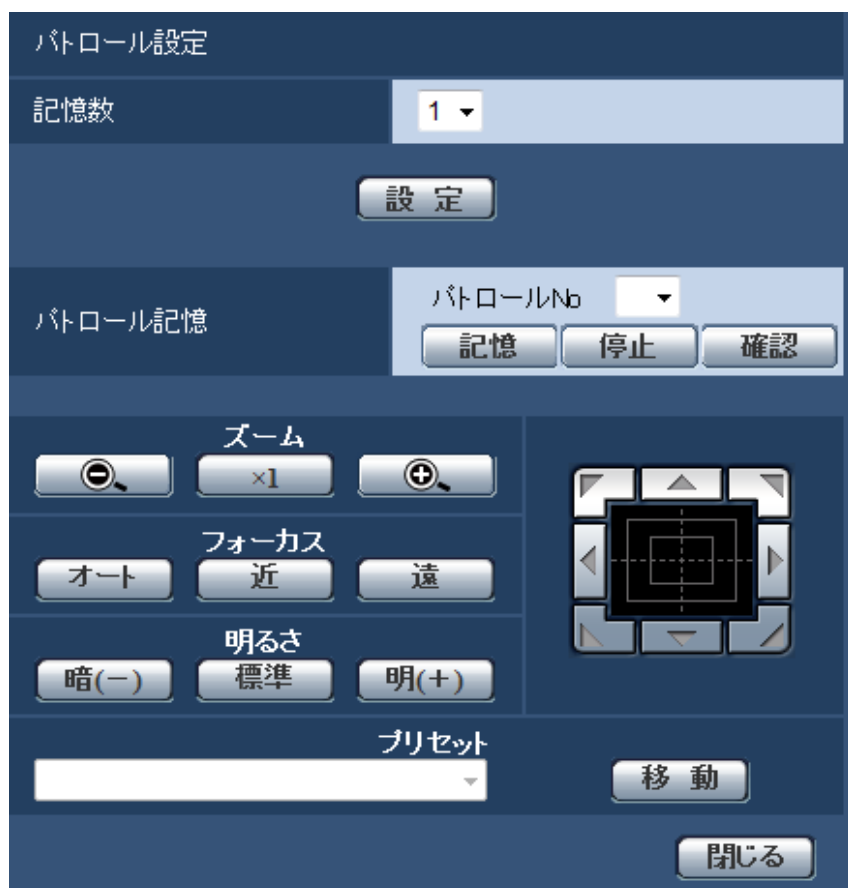 パトロール設定
記憶数 1
設 定
パトロールNo
パトロール記憶
記憶 停止 確認
ズーム
×1
フォーカス
オート 近 遠
明るさ
暗(－) 標準 明(＋)
プリセット
移 動
閉じる